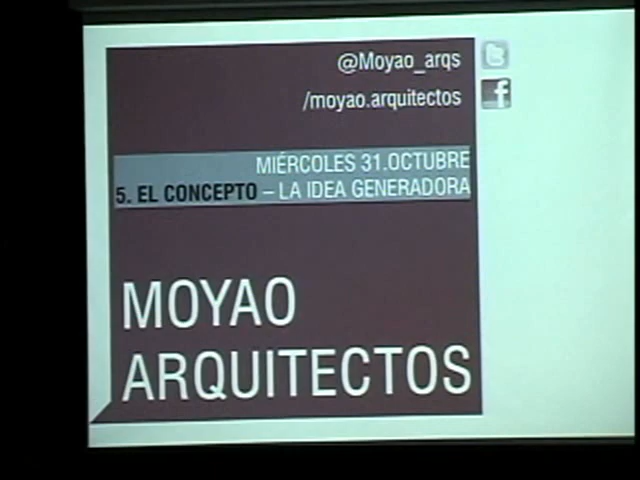 @Moyao_arqs
/moyao.arquitectos
MIÉRCOLES 31.OCTUBRE
5. EL CONCEPTO – LA IDEA GENERADORA
MOYAO
ARQUITECTOS